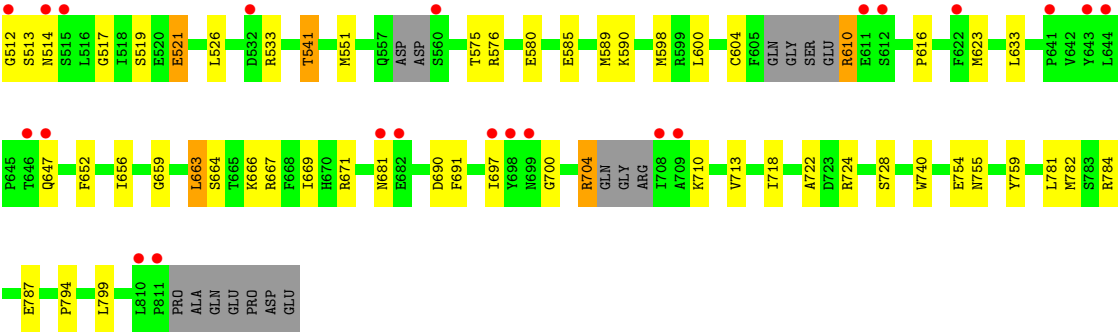 G512 S513 N514 S515 L516 G517 I518 S519 E520 E521 L526 D532 R533 T541 M551 Q557 ASP ASP S560 T575 R576 E580 E585 M589 K590 M598 R599 L600 C604 F605 GLN GLY SER GLU R610 E611 S612 P616 F622 M623 L633 P641 V642 Y643 L644
P645 T646 Q647 F652 I656 G659 L663 S664 T665 K666 R667 F668 I669 H670 R671 N681 E682 D690 F691 I697 Y698 N699 G700 R704 GLN GLY ARG I708 A709 K710 V713 I718 A722 D723 R724 S728 W740 E754 N755 Y759 L781 M782 S783 R784
E787 P794 L799 L810 P811 PRO ALA GLN GLU PRO ASP GLU